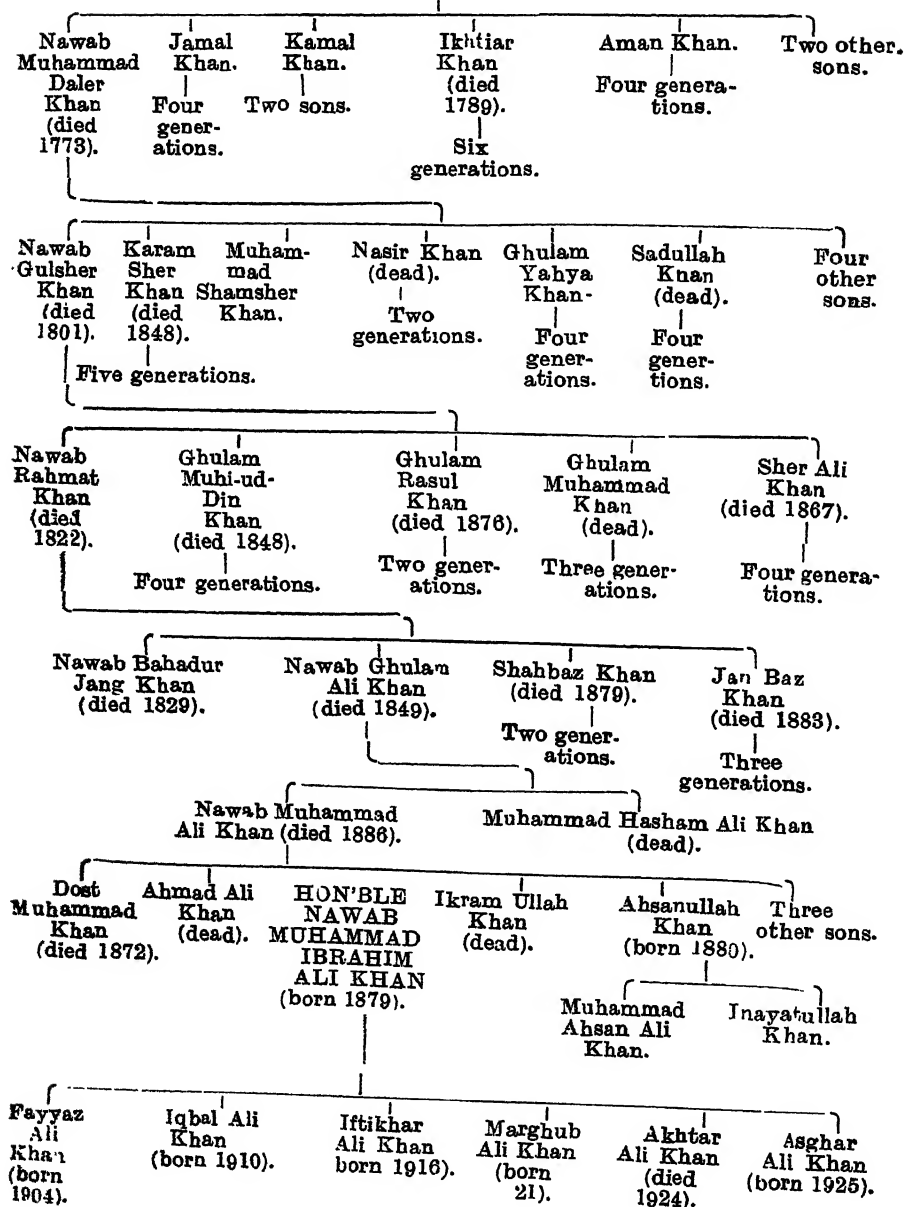 Nawab
Muhammad
Daler
Khan
(died
1773).
Jamal
Khan.
Four
gener-
ations.
Kamal
Khan.
Two sons.
Ikhtiar
Khan
(died
1789).
Six
generations.
Aman Khan.
Four genera-
tions.
Two other.
sons.
Nawab
Gulsher
Khan
(died
1801).
Karam
Sher
Khan
(died
1848).
Five generations.
Muham-
mad
Shamsher
Khan.
Nasir Khan
(dead).
Two
generations.
Ghulam
Yahya
Khan-
Four
gener-
ations.
Sadullah
Khan
(dead).
Four
gener-
tions.
Four
other
sons.
Nawab
Rahmat
Khan
(died
1822).
Ghulam
Muhi-ud-
Din
Khan
(died 1848).
Four generations.
Ghulam
Rasul
Khan
(died 1876).
Two gener-
ations.
Ghulam
Muhammad
Khan
(dead).
Three gener-
ations.
Sher Ali
Khan
(died 1867).
Four genera-
tions.
Nawab Bahadur
Jang Khan
(died 1829).
Nawab Ghulam
Ali Khan
(died 1849).
Shahbaz Khan
(died 1879).
Two gener-
ations.
Jan Baz
Khan
(died 1883).
Three
generations.
Nawab Muhammad
Ali Khan (died 1886).
Muhammad Hasham Ali Khan
(dead).
Dost
Muhammad
Khan
(died 1872).
Ahmad Ali
Khan
(dead).
HON'BLE
NAWAB
MUHAMMAD
IBRAHIM
ALI KHAN
(born 1879).
Ikram Ullah
Khan
(dead).
Ahsanullah
Khan
(born 1880).
Three
other sons.
Muhammad
Ahsan Ali
Khan.
Inayatullah
Khan.
Fayyaz
Ali
Khan
(born
1904).
Iqbal Ali
Khan
(born 1910).
Iftikhar
Ali Khan
born 1916).
Marghub
Ali Khan
(born
21).
Akhtar
Ali Khan
(died
1924).
Asghar
Ali Khan
(born 1925).